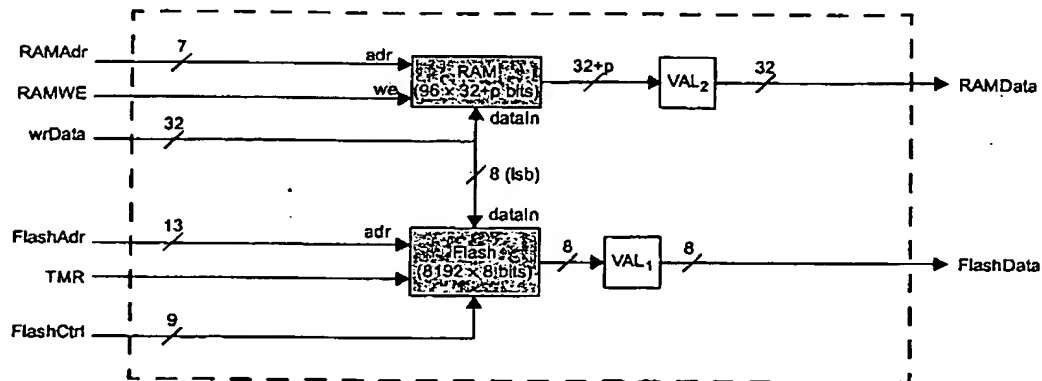 RAMAdr
7
adr
RAM
(96 × 32+p bits)
32+p
VAL2
32
RAMData
RAMWE
we
wrData
32
dataIn
8 (lsb)
dataIn
FlashAdr
13
adr
Flash
(8192 × 8 bits)
8
VAL1
8
FlashData
TMR
FlashCtrl
9